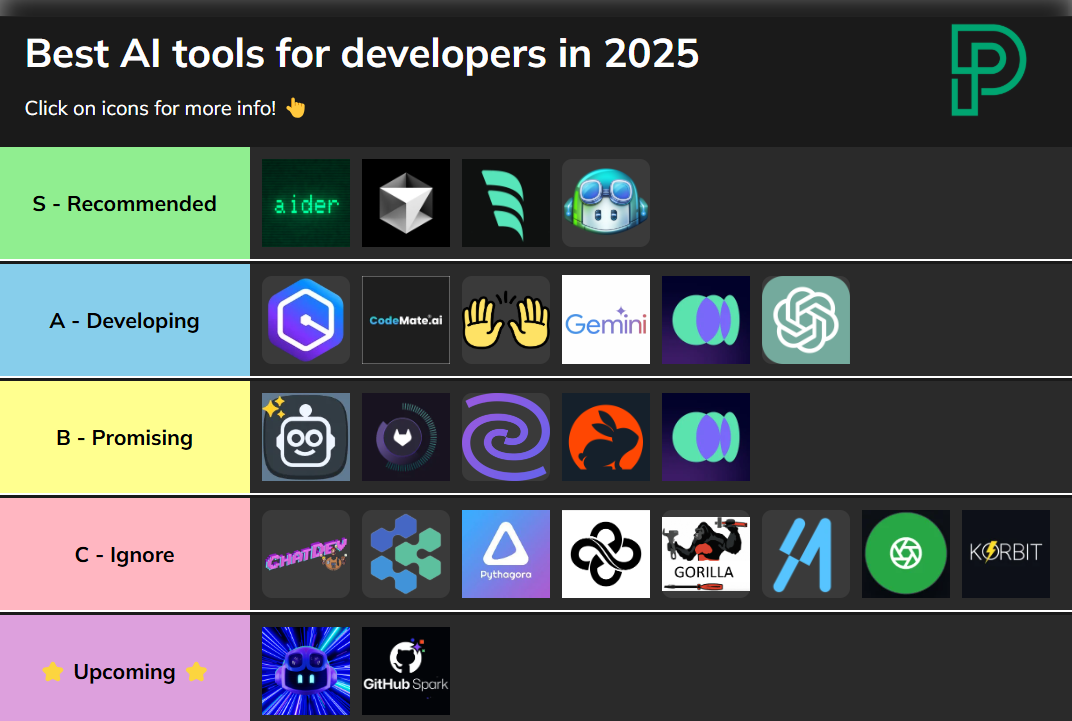 Best AI tools for developers in 2025
Click on icons for more info! 👆
S - Recommended
aider
A - Developing
CodeMate.ai
Gemini
B - Promising
C - Ignore
CHATDEV
Pythagora
GORILLA
KORBIT
⭐ Upcoming ⭐
GitHub Spark